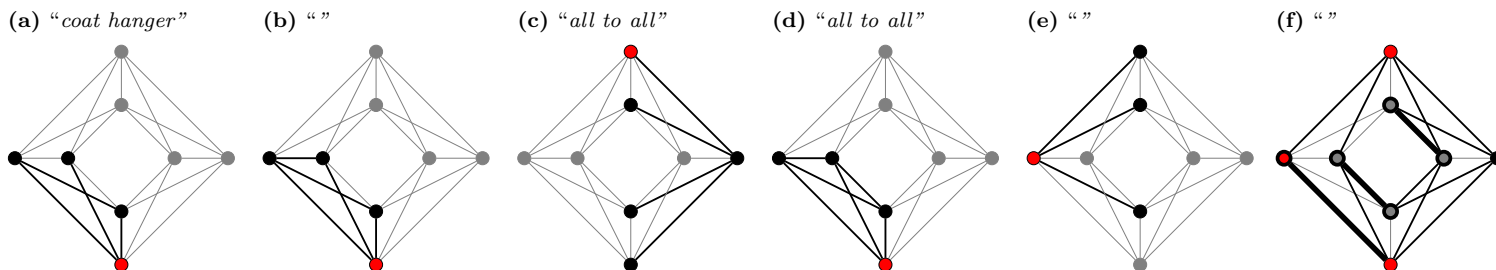 (a) “coat hanger” (b) “” (c) “all to all” (d) “all to all” (e) “” (f) “”